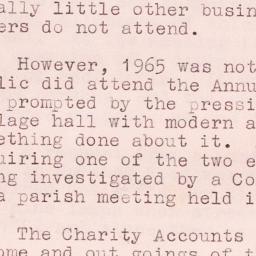 ally little other busin
ers do not attend.
However, 1965 was not
lic did attend the Annu
prompted by the pressi
lage hall with modern a
ething done about it.
uiring one of the two e
ng investigated by a Co
a parish meeting held i
The Charity Accounts
ome and out goings of t